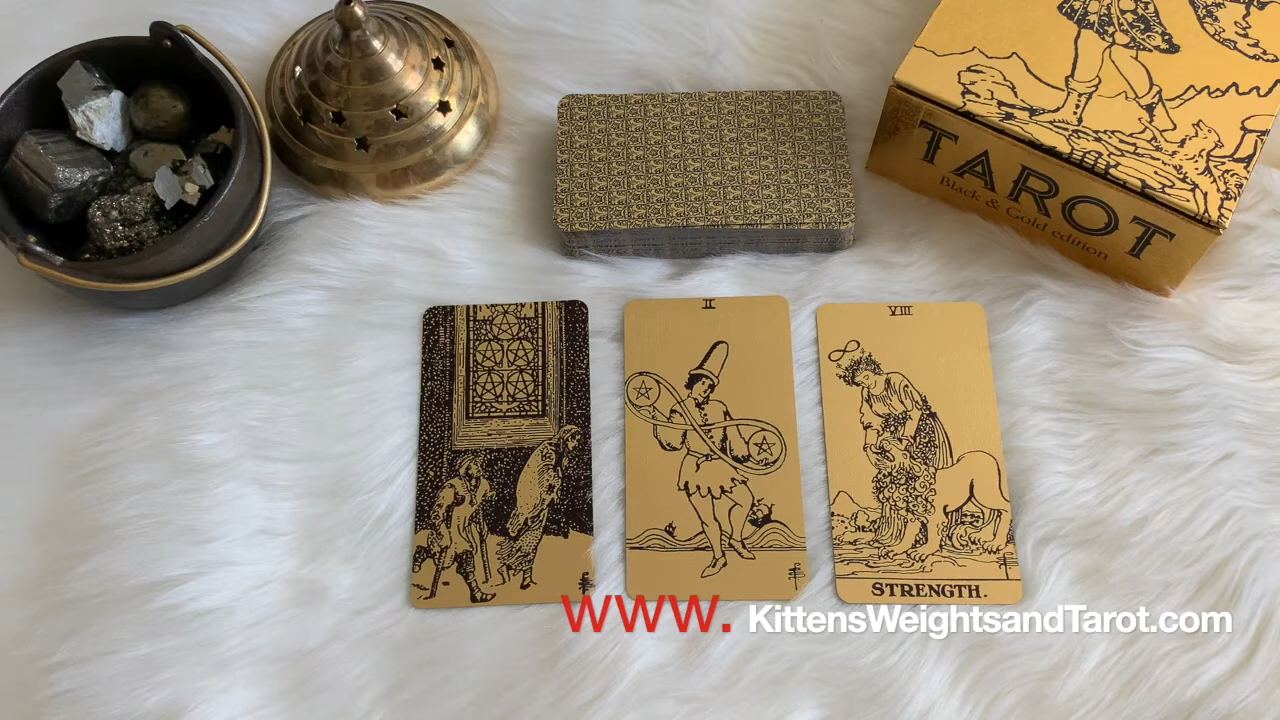 TAROT
Black & Gold edition
II
VIII
STRENGTH.
www. KittensWeightsandTarot.com